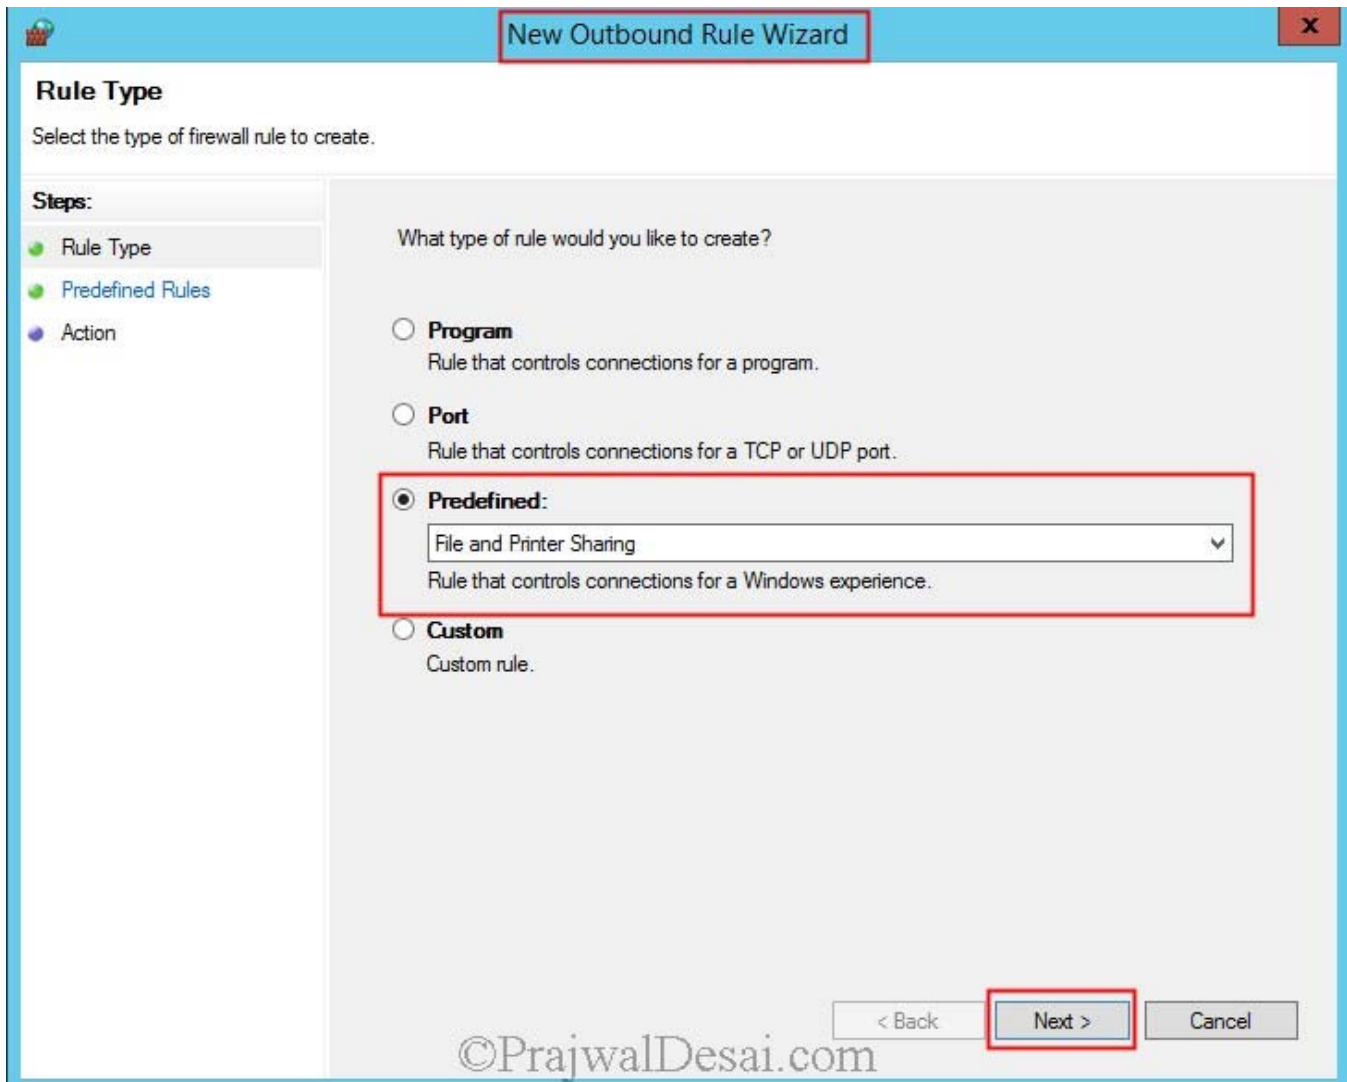 New Outbound Rule Wizard
x
Rule Type
Select the type of firewall rule to create.
Steps:
Rule Type
Predefined Rules
Action
What type of rule would you like to create?
Program
Rule that controls connections for a program.
Port
Rule that controls connections for a TCP or UDP port.
Predefined:
File and Printer Sharing
Rule that controls connections for a Windows experience.
Custom
Custom rule.
< Back
Next >
Cancel
©PrajwalDesai.com